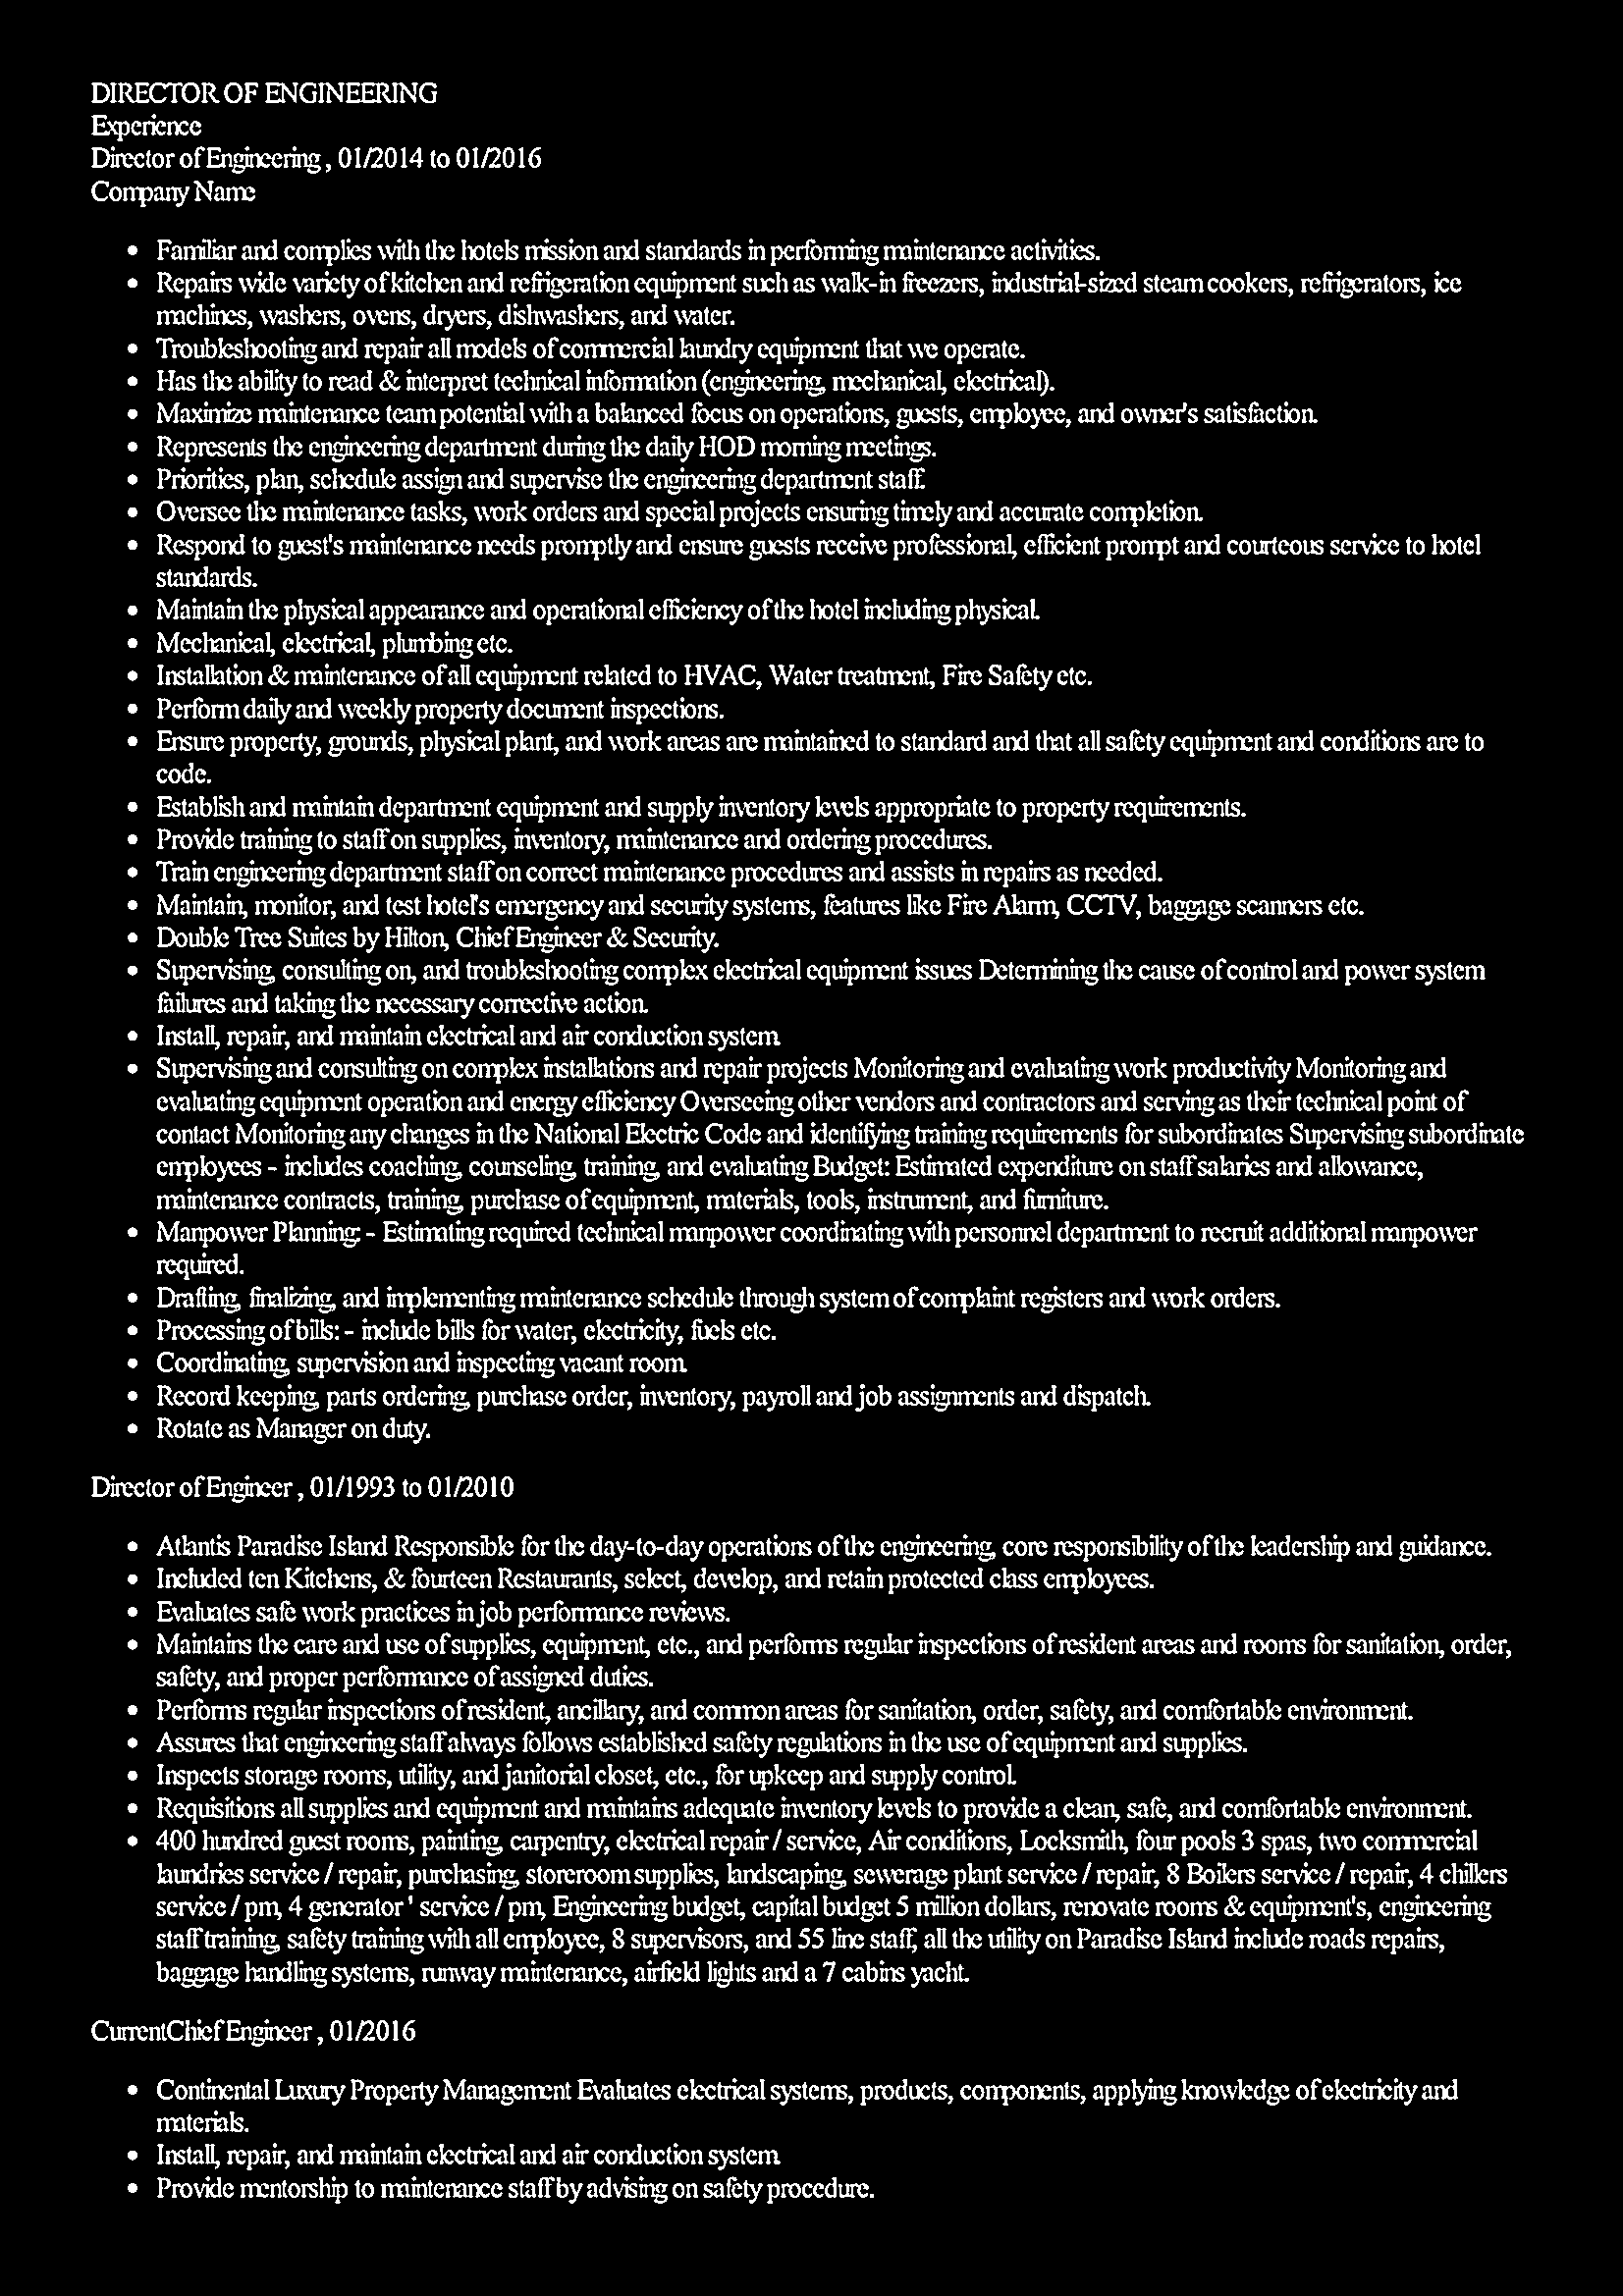 DIRECTOR OF ENGINEERING
Experience
Director of Engineering , 01/2014 to 01/2016
Company Name
• Familiar and complies with the hotels mission and standards in performing maintenance activities.
• Repairs wide variety of kitchen and refrigeration equipment such as walk-in freezers, industrial-sized steam cookers, refrigerators, ice
machines, washers, ovens, dryers, dishwashers, and water.
• Troubleshooting and repair all models of commercial laundry equipment that we operate.
• Has the ability to read & interpret technical information (engineering, mechanical, electrical).
• Maximize maintenance team potential with a balanced focus on operations, guests, employee, and owner's satisfaction.
• Represents the engineering department during the daily HOD morning meetings.
• Priorities, plan, schedule assign and supervise the engineering department staff.
• Oversee the maintenance tasks, work orders and special projects ensuring timely and accurate completion.
• Respond to guest's maintenance needs promptly and ensure guests receive professional, efficient prompt and courteous service to hotel
standards.
• Maintain the physical appearance and operational efficiency of the hotel including physical.
• Mechanical, electrical, plumbing etc.
• Installation & maintenance of all equipment related to HVAC, Water treatment, Fire Safety etc.
• Perform daily and weekly property document inspections.
• Ensure property, grounds, physical plant, and work areas are maintained to standard and that all safety equipment and conditions are to
code.
• Establish and maintain department equipment and supply inventory levels appropriate to property requirements.
• Provide training to staff on supplies, inventory, maintenance and ordering procedures.
• Train engineering department staff on correct maintenance procedures and assists in repairs as needed.
• Maintain, monitor, and test hotel's emergency and security systems, features like Fire Alarm, CCTV, baggage scanners etc.
• Double Tree Suites by Hilton, Chief Engineer & Security.
• Supervising, consulting on, and troubleshooting complex electrical equipment issues Determining the cause of control and power system
failures and taking the necessary corrective action.
• Install, repair, and maintain electrical and air conduction system.
• Supervising and consulting on complex installations and repair projects Monitoring and evaluating work productivity Monitoring and
evaluating equipment operation and energy efficiency Overseeing other vendors and contractors and serving as their technical point of
contact Monitoring any changes in the National Electric Code and identifying training requirements for subordinates Supervising subordinate
employees - includes coaching, counseling, training, and evaluating Budget: Estimated expenditure on staff salaries and allowance,
maintenance contracts, training, purchase of equipment, materials, tools, instrument, and furniture.
• Manpower Planning: - Estimating required technical manpower coordinating with personnel department to recruit additional manpower
required.
• Drafting, finalizing, and implementing maintenance schedule through system of complaint registers and work orders.
• Processing of bills: - include bills for water, electricity, fuels etc.
• Coordinating, supervision and inspecting vacant room.
• Record keeping, parts ordering, purchase order, inventory, payroll and job assignments and dispatch.
• Rotate as Manager on duty.
Director of Engineer , 01/1993 to 01/2010
• Atlantis Paradise Island Responsible for the day-to-day operations of the engineering, core responsibility of the leadership and guidance.
• Included ten Kitchens, & fourteen Restaurants, select, develop, and retain protected class employees.
• Evaluates safe work practices in job performance reviews.
• Maintains the care and use of supplies, equipment, etc., and performs regular inspections of resident areas and rooms for sanitation, order,
safety, and proper performance of assigned duties.
• Performs regular inspections of resident, ancillary, and common areas for sanitation, order, safety, and comfortable environment.
• Assures that engineering staff always follows established safety regulations in the use of equipment and supplies.
• Inspects storage rooms, utility, and janitorial closet, etc., for upkeep and supply control.
• Requisitions all supplies and equipment and maintains adequate inventory levels to provide a clean, safe, and comfortable environment.
• 400 hundred guest rooms, painting, carpentry, electrical repair / service, Air conditions, Locksmith, four pools 3 spas, two commercial
laundries service / repair, purchasing, storeroom supplies, landscaping, sewerage plant service / repair, 8 Boilers service / repair, 4 chillers
service / pm, 4 generator ' service / pm, Engineering budget, capital budget 5 million dollars, renovate rooms & equipment's, engineering
staff training, safety training with all employee, 8 supervisors, and 55 line staff, all the utility on Paradise Island include roads repairs,
baggage handling systems, runway maintenance, airfield lights and a 7 cabins yacht.
CurrentChief Engineer , 01/2016
• Continental Luxury Property Management Evaluates electrical systems, products, components, applying knowledge of electricity and
materials.
• Install, repair, and maintain electrical and air conduction system.
• Provide mentorship to maintenance staff by advising on safety procedure.